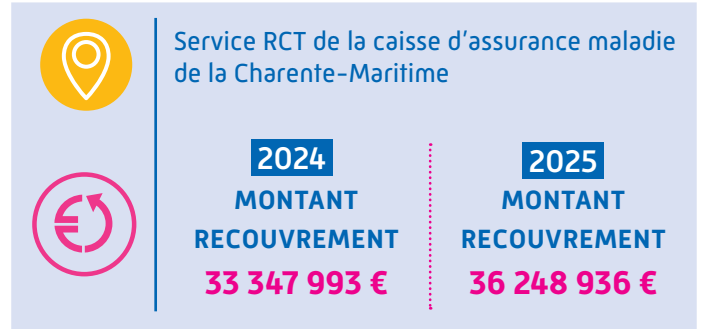 Service RCT de la caisse d'assurance maladie
de la Charente-Maritime
2024
MONTANT
RECOUVREMENT
33 347 993 €
2025
MONTANT
RECOUVREMENT
36 248 936 €